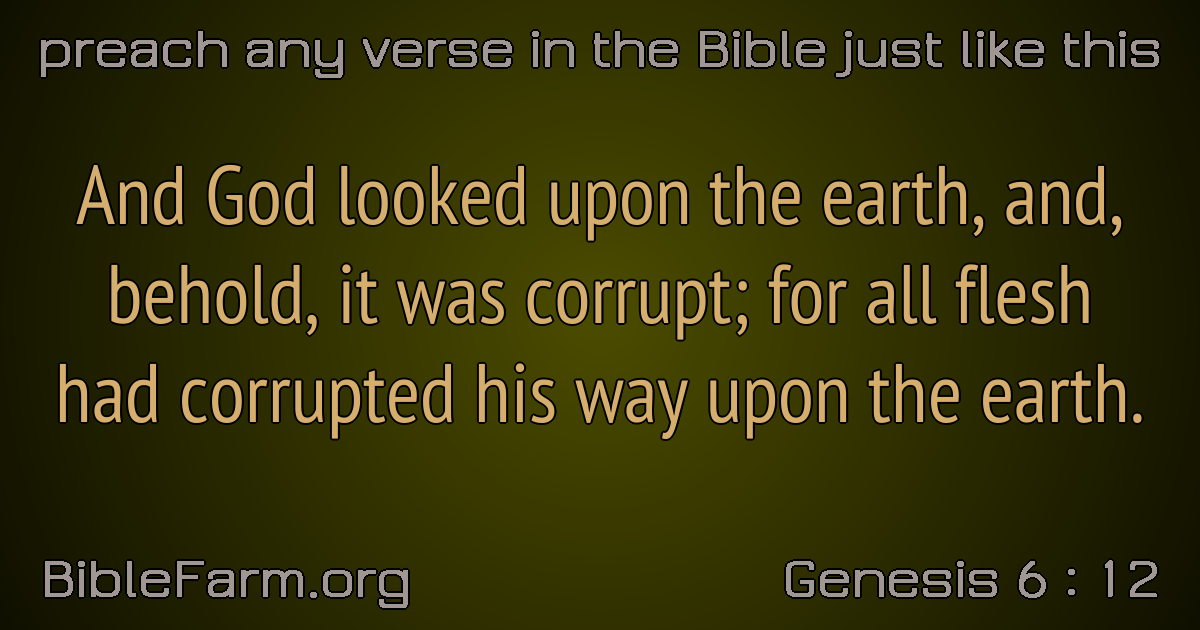 preach any verse in the Bible just like this
And God looked upon the earth, and,
behold, it was corrupt; for all flesh
had corrupted his way upon the earth.
BibleFarm.org
Genesis 6 : 12